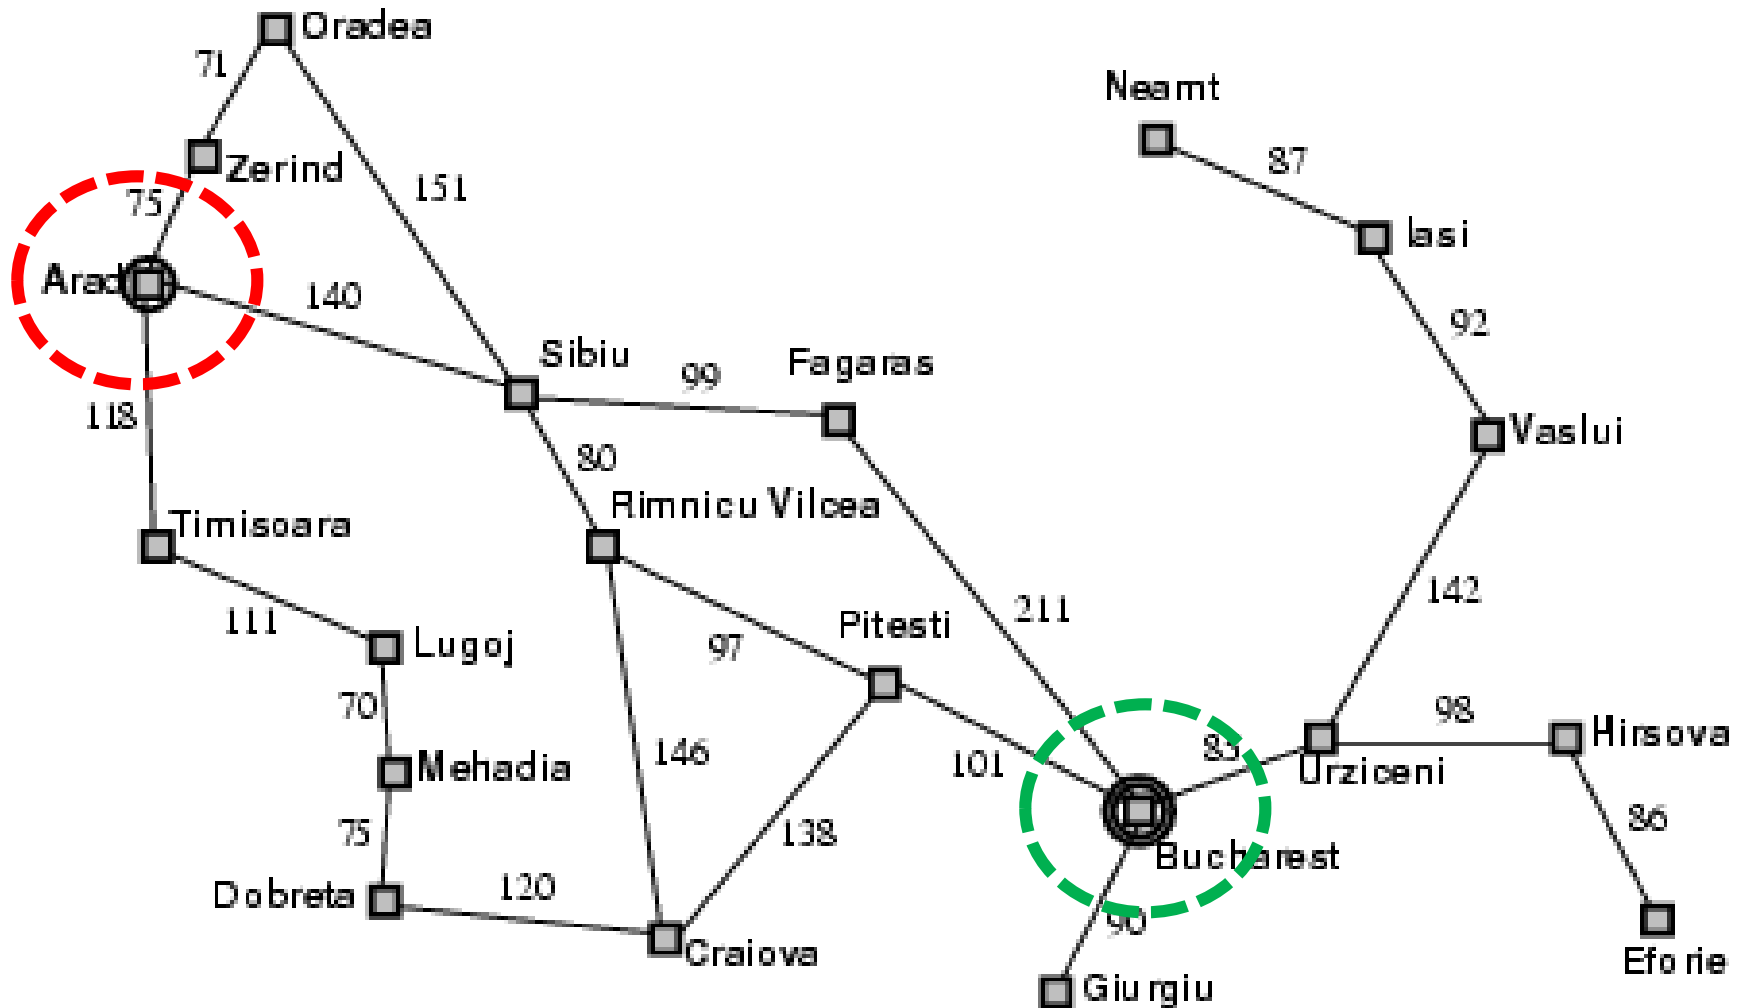 Oradea
71
Neamt
87
Zerind
151
75
Iasi
Arad
140
92
Sibiu
Fagaras
99
118
Vaslui
80
Rimnicu Vilcea
Timisoara
142
211
111
Pitesti
Lugoj
97
70
98
Hirsova
146
85
Mehadia
101
Urziceni
75
138
86
Bucharest
120
Dobreta
90
Craiova
Eforie
Giurgiu